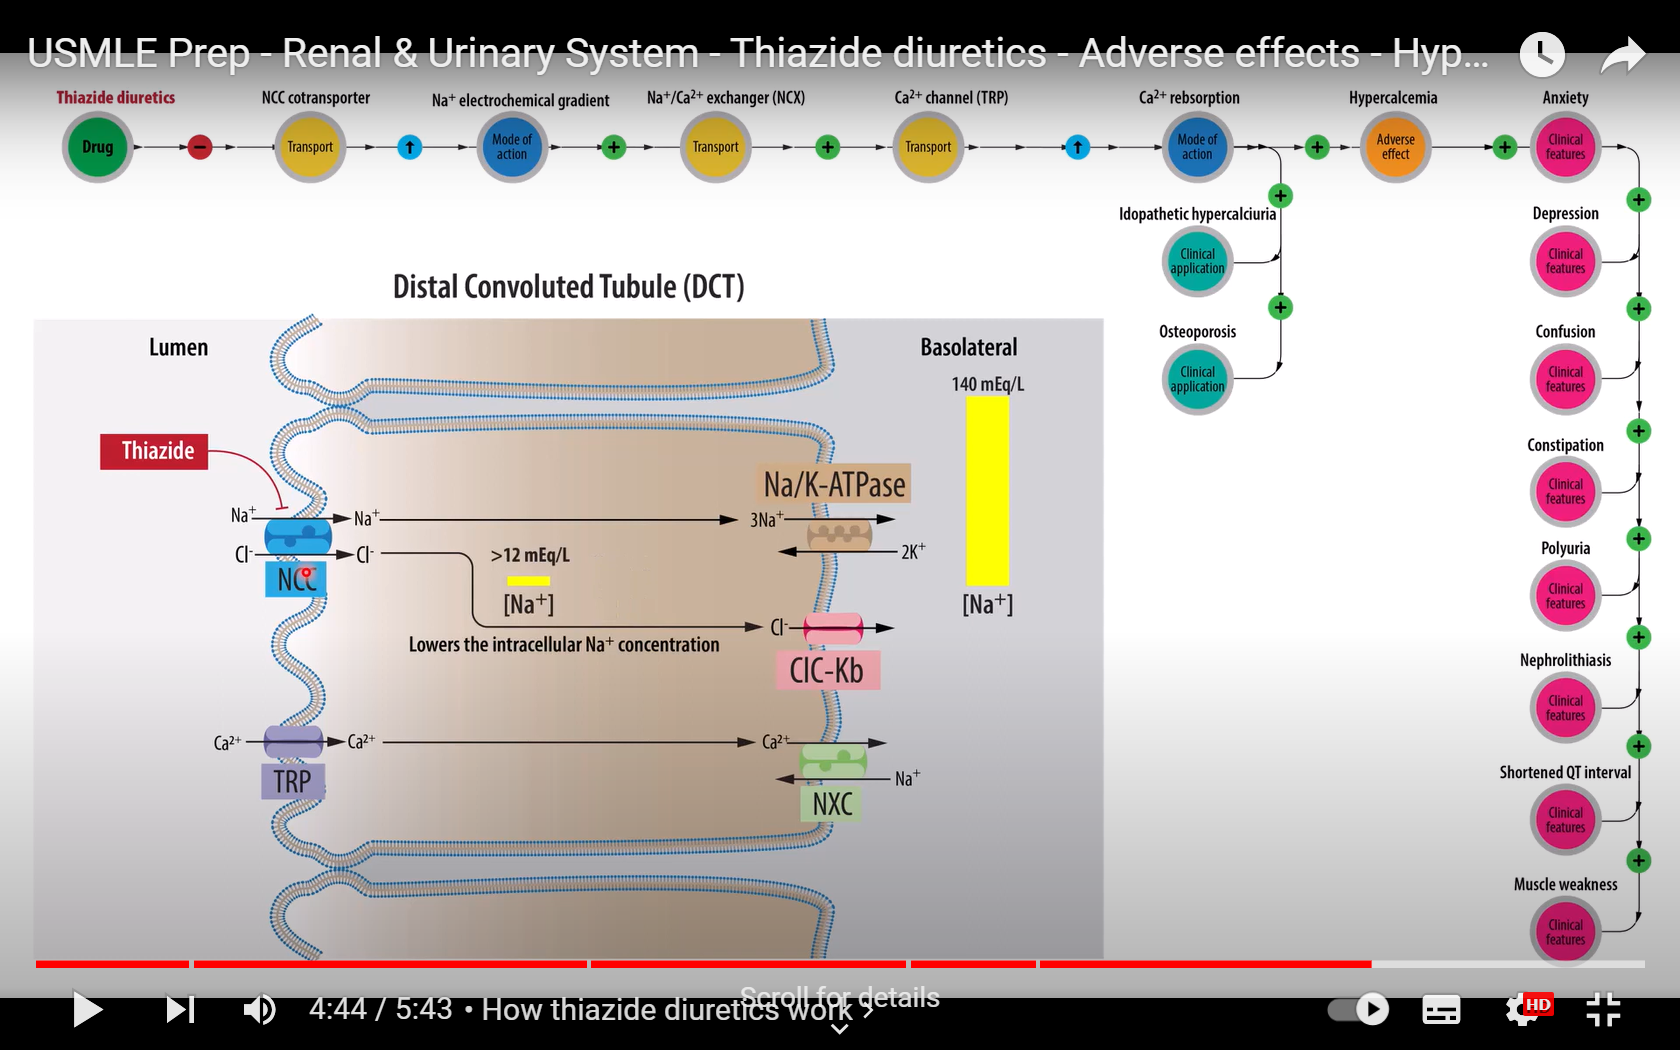 USMLE Prep - Renal & Urinary System - Thiazide diuretics - Adverse effects - Hyp...
Thiazide diuretics
NCC cotransporter
Na⁺ electrochemical gradient
Na⁺/Ca²⁺ exchanger (NCX)
Ca²⁺ channel (TRP)
Ca²⁺ rebsorption
Hypercalcemia
Anxiety
Drug
Transport
Mode of
action
Transport
Transport
Mode of
action
Adverse
effect
Clinical
features
Idopathetic hypercalciuria
Clinical
application
Osteoporosis
Clinical
application
Depression
Clinical
features
Confusion
Clinical
features
Constipation
Clinical
features
Polyuria
Clinical
features
Nephrolithiasis
Clinical
features
Shortened QT interval
Clinical
features
Muscle weakness
Clinical
features
Distal Convoluted Tubule (DCT)
Lumen
Basolateral
140 mEq/L
Thiazide
Na/K-ATPase
Na⁺
Na⁺
3Na⁺
Cl⁻
Cl⁻
>12 mEq/L
2K⁺
NCC
[Na⁺]
[Na⁺]
Lowers the intracellular Na⁺ concentration
Cl⁻
ClC-Kb
Ca²⁺
Ca²⁺
Ca²⁺
TRP
Na⁺
NXC
Scroll for details
4:44 / 5:43 • How thiazide diuretics work
HD